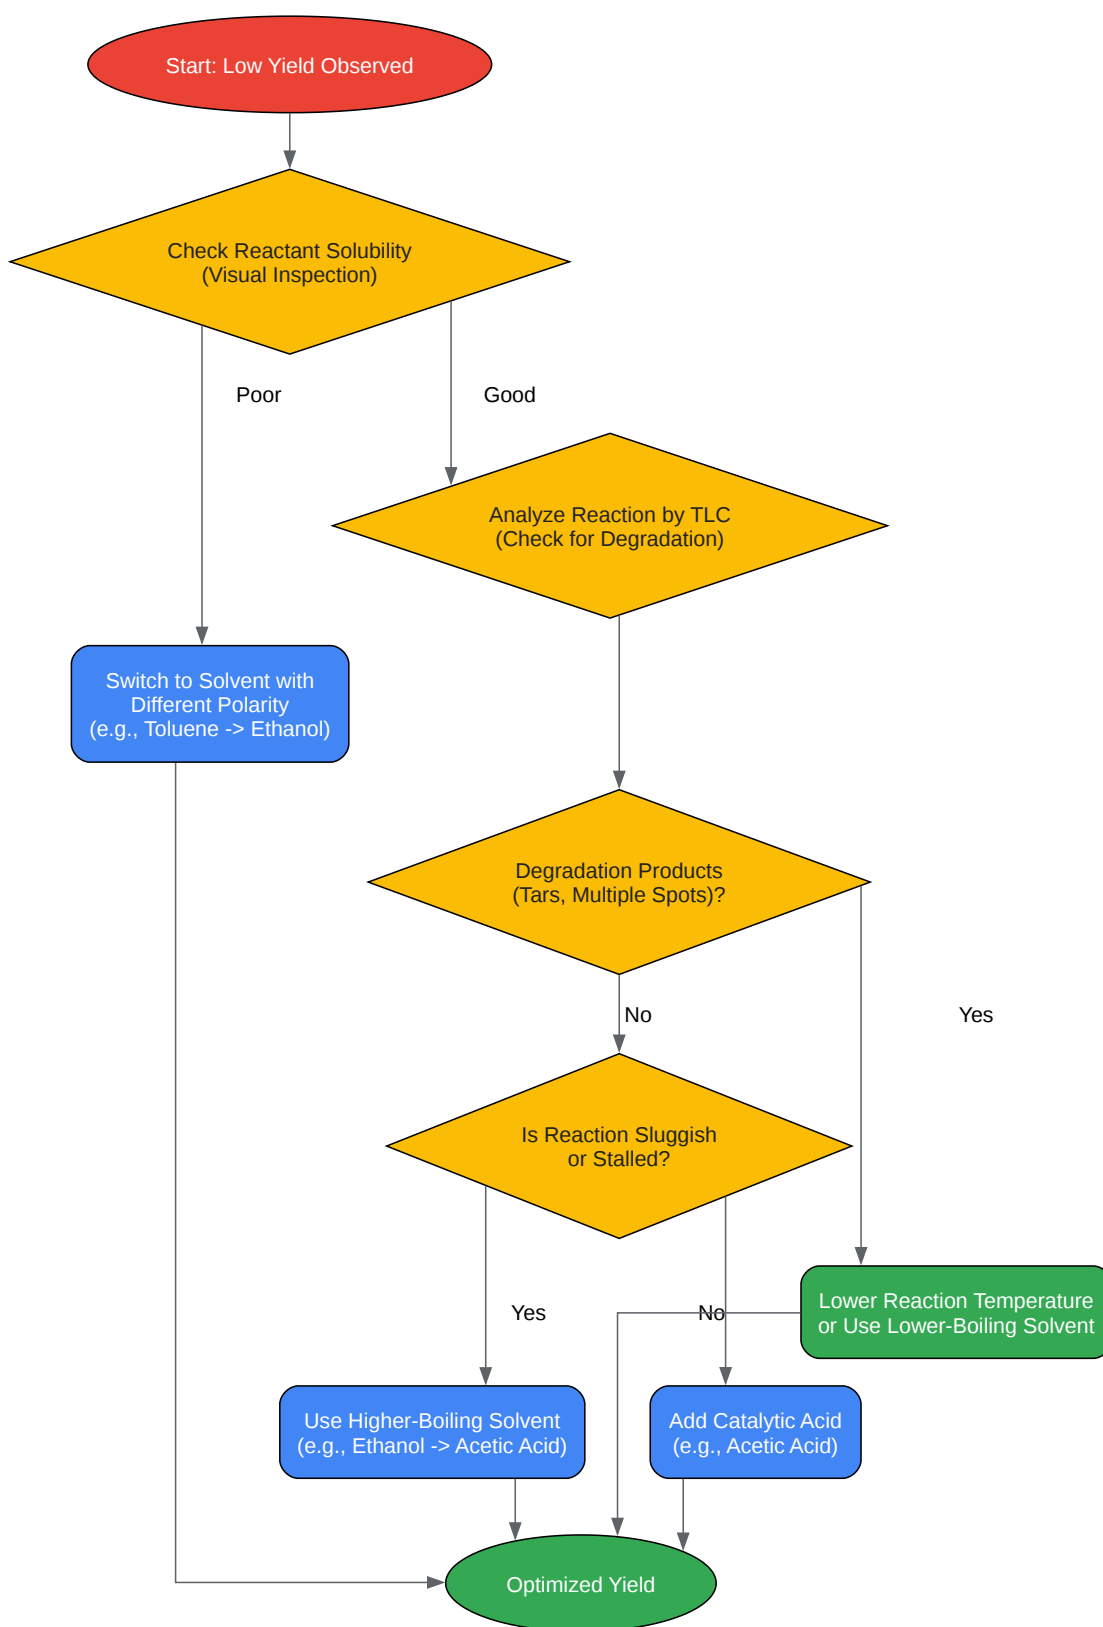 Start: Low Yield Observed
Check Reactant Solubility
(Visual Inspection)
Poor
Good
Analyze Reaction by TLC
(Check for Degradation)
Switch to Solvent with
Different Polarity
(e.g., Toluene -> Ethanol)
Degradation Products
(Tars, Multiple Spots)?
No
Yes
Is Reaction Sluggish
or Stalled?
Yes
No
Lower Reaction Temperature
or Use Lower-Boiling Solvent
Use Higher-Boiling Solvent
(e.g., Ethanol -> Acetic Acid)
Add Catalytic Acid
(e.g., Acetic Acid)
Optimized Yield